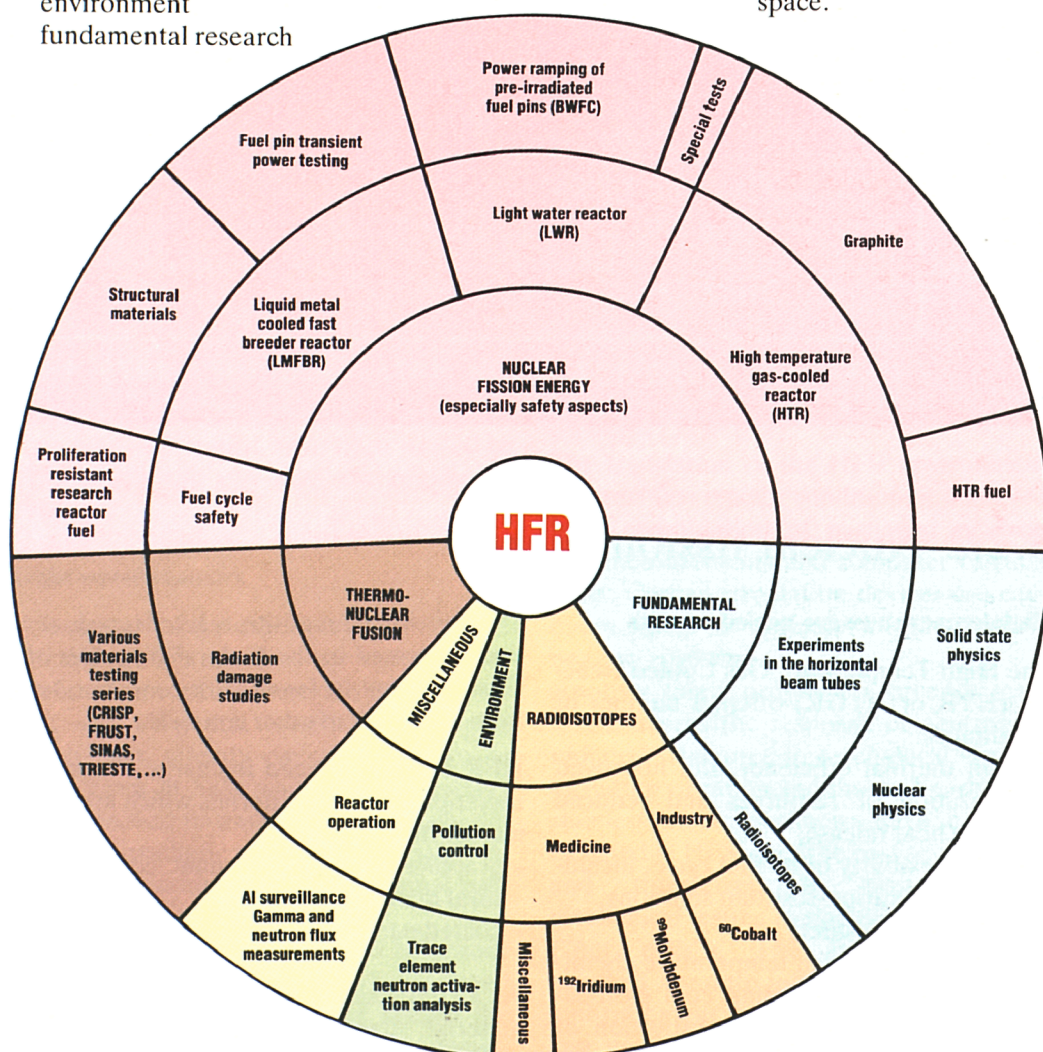 environment
fundamental research
space.
Power ramping of
pre-irradiated
fuel pins (BWFC)
Special tests
Fuel pin transient
power testing
Light water reactor
(LWR)
Graphite
Structural
materials
Liquid metal
cooled fast
breeder reactor
(LMFBR)
NUCLEAR
FISSION ENERGY
(especially safety aspects)
High temperature
gas-cooled
reactor
(HTR)
Proliferation
resistant
research
reactor
fuel
Fuel cycle
safety
HTR fuel
HFR
THERMO-
NUCLEAR
FUSION
FUNDAMENTAL
RESEARCH
Various
materials
testing
series
(CRISP,
FRUST,
SINAS,
TRIESTE,...)
Radiation
damage
studies
MISCELLANEOUS
ENVIRONMENT
RADIOISOTOPES
Experiments
in the horizontal
beam tubes
Solid state
physics
Nuclear
physics
Reactor
operation
Pollution
control
Medicine
Industry
Radioisotopes
Al surveillance
Gamma and
neutron flux
measurements
Trace
element
neutron activa-
tion analysis
Miscellaneous
¹⁹²Iridium
⁹⁹Molybdenum
⁶⁰Cobalt